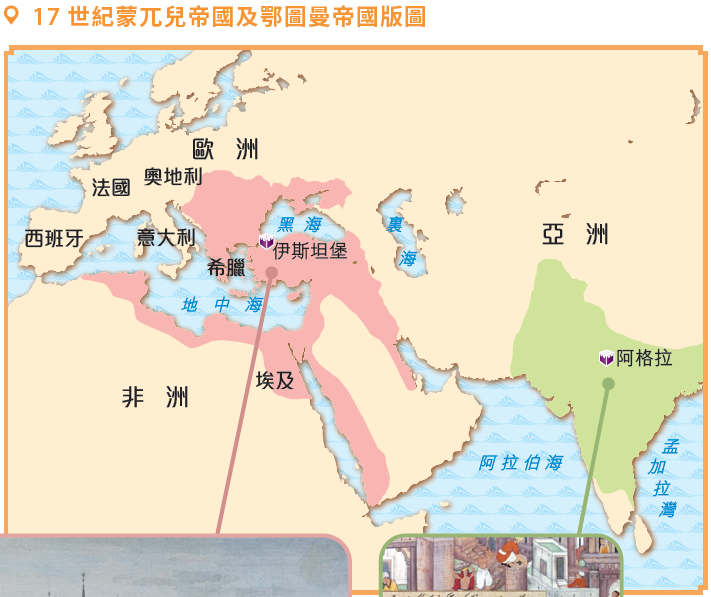 17 世紀蒙兀兒帝國及鄂圖曼帝國版圖
歐 洲
奧地利
法國
西班牙
意大利
黑 海
裏海
亞 洲
伊斯坦堡
希臘
地 中 海
阿格拉
埃及
非 洲
阿拉伯海
孟加拉灣